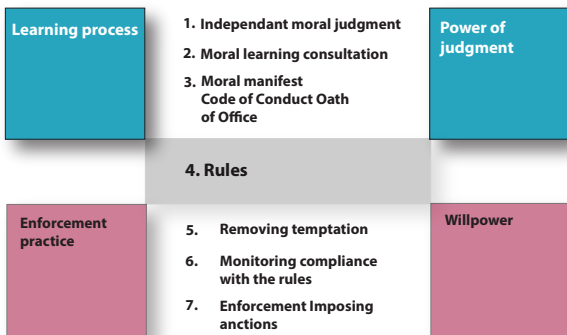 Learning process
1. Independant moral judgment
2. Moral learning consultation
3. Moral manifest
Code of Conduct Oath
of Office
Power of
judgment
4. Rules
Enforcement
practice
5. Removing temptation
6. Monitoring compliance
with the rules
7. Enforcement Imposing
anctions
Willpower